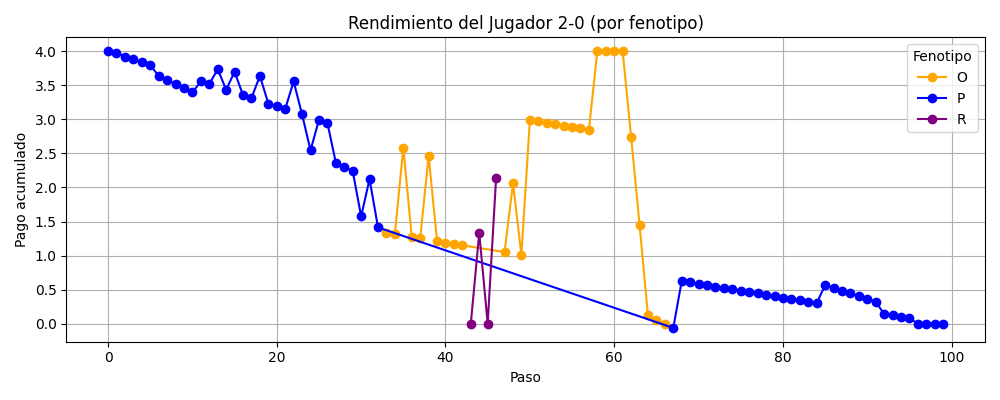 Rendimiento del Jugador 2-0 (por fenotipo)
Pago acumulado
4.0
3.5
3.0
2.5
2.0
1.5
1.0
0.5
0.0
Fenotipo
O
P
R
0 20 40 60 80 100
Paso